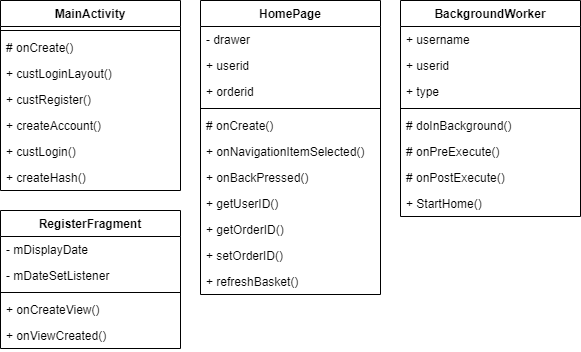 MainActivity
# onCreate()
+ custLoginLayout()
+ custRegister()
+ createAccount()
+ custLogin()
+ createHash()
RegisterFragment
- mDisplayDate
- mDateSetListener
+ onCreateView()
+ onViewCreated()
HomePage
- drawer
+ userid
+ orderid
# onCreate()
+ onNavigationItemSelected()
+ onBackPressed()
+ getUserID()
+ getOrderID()
+ setOrderID()
+ refreshBasket()
BackgroundWorker
+ username
+ userid
+ type
# doInBackground()
# onPreExecute()
# onPostExecute()
+ StartHome()